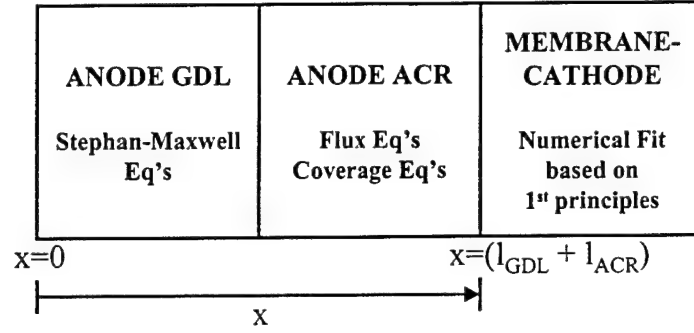 ANODE GDL
Stephan-Maxwell
Eq's
ANODE ACR
Flux Eq's
Coverage Eq's
MEMBRANE-
CATHODE
Numerical Fit
based on
1st principles
x=0
x=(lGDL + lACR)
x